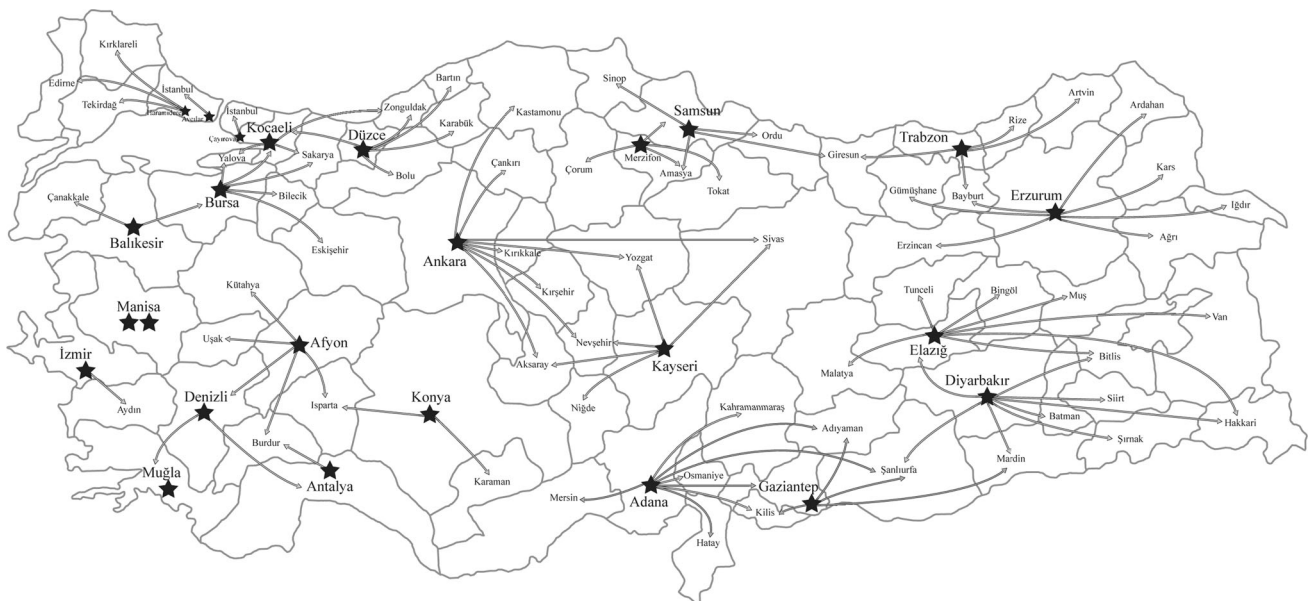 Kırklareli
Edirne
İstanbul
Tekirdağ
Haramidere
Avcılar
İstanbul
Çayırova
Kocaeli
Yalova
Sakarya
Zonguldak
Bartın
Karabük
Düzce
Bolu
Kastamonu
Çankırı
Sinop
Samsun
Ordu
Merzifon
Çorum
Amasya
Tokat
Giresun
Trabzon
Rize
Artvin
Ardahan
Kars
Gümüşhane
Bayburt
Erzurum
Iğdır
Erzincan
Ağrı
Çanakkale
Balıkesir
Bursa
Bilecik
Eskişehir
Ankara
Kırıkkale
Yozgat
Sivas
Kırşehir
Nevşehir
Aksaray
Kayseri
Niğde
Kütahya
Manisa
Uşak
Afyon
İzmir
Aydın
Denizli
Isparta
Konya
Burdur
Muğla
Antalya
Karaman
Tunceli
Bingöl
Muş
Van
Elazığ
Bitlis
Malatya
Diyarbakır
Siirt
Batman
Hakkari
Şırnak
Mardin
Kahramanmaraş
Adıyaman
Şanlıurfa
Osmaniye
Gaziantep
Mersin
Adana
Kilis
Hatay